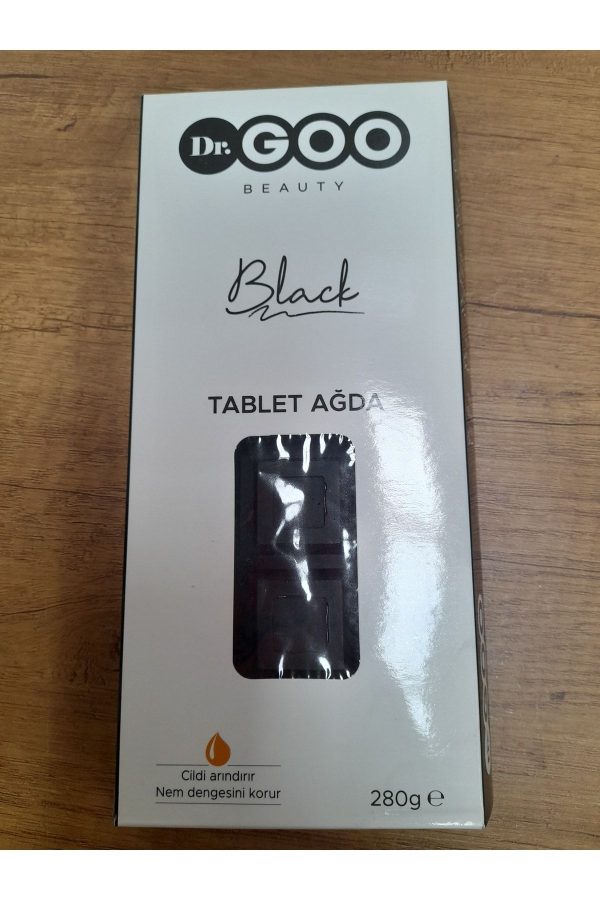 Dr. GOO
BEAUTY
Black
TABLET AĞDA
Cildi arındırır
Nem dengesini korur
280g ℮